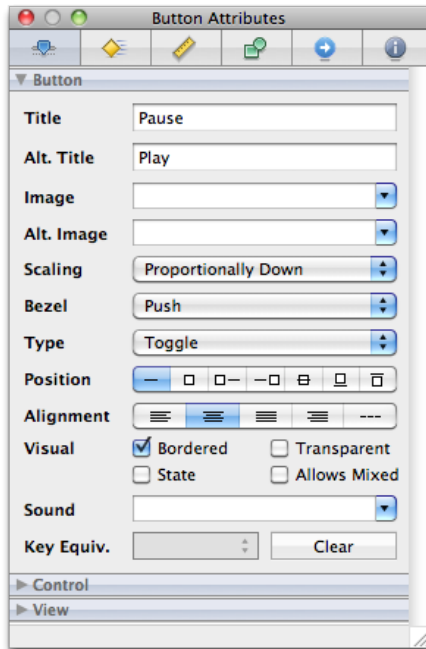 Button Attributes
Button
Title Pause
Alt. Title Play
Image
Alt. Image
Scaling Proportionally Down
Bezel Push
Type Toggle
Position
Alignment
Visual Bordered Transparent
State Allows Mixed
Sound
Key Equiv. Clear
Control
View